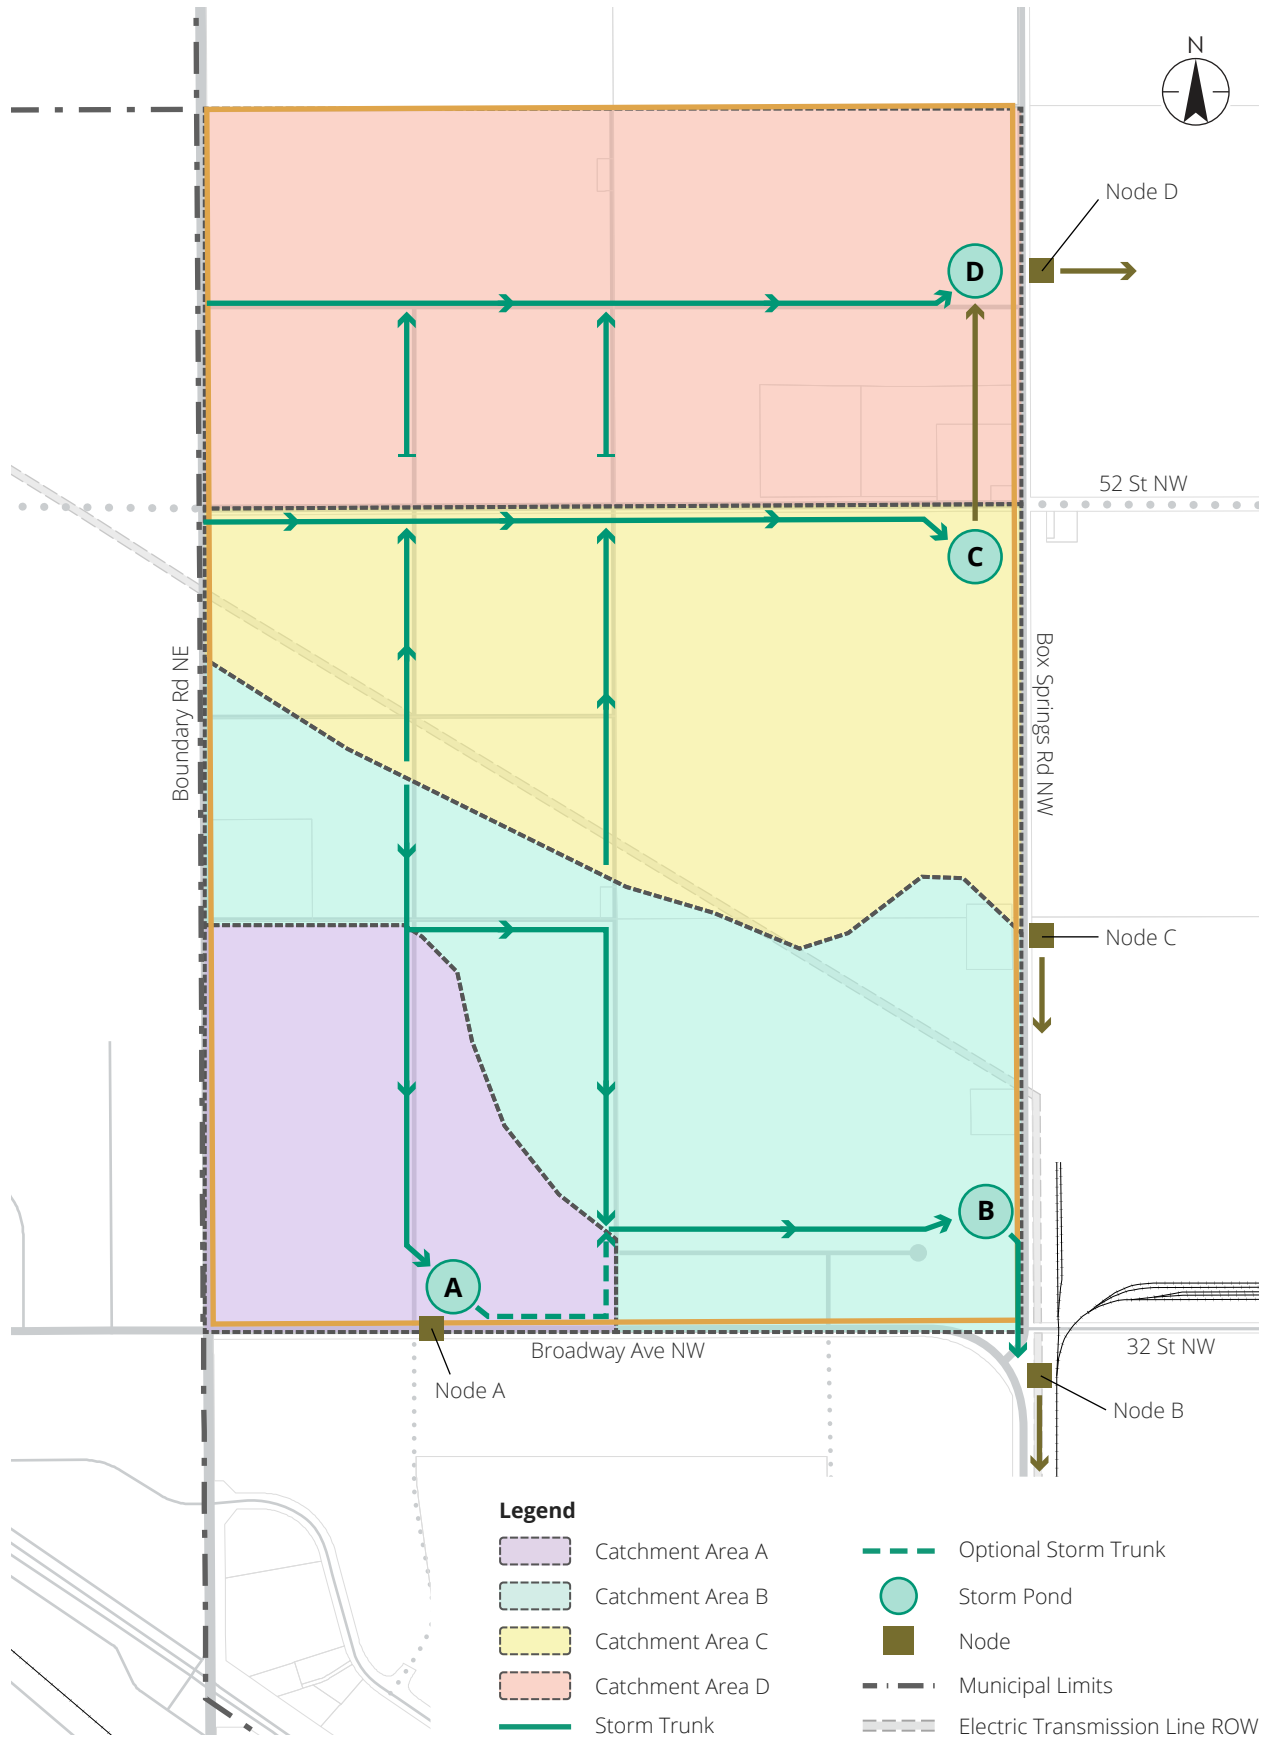 N
Node D
D
52 St NW
C
Boundary Rd NE
Box Springs Rd NW
Node C
B
A
Broadway Ave NW
32 St NW
Node A
Node B
Legend
Catchment Area A
Catchment Area B
Catchment Area C
Catchment Area D
Storm Trunk
Optional Storm Trunk
Storm Pond
Node
Municipal Limits
Electric Transmission Line ROW